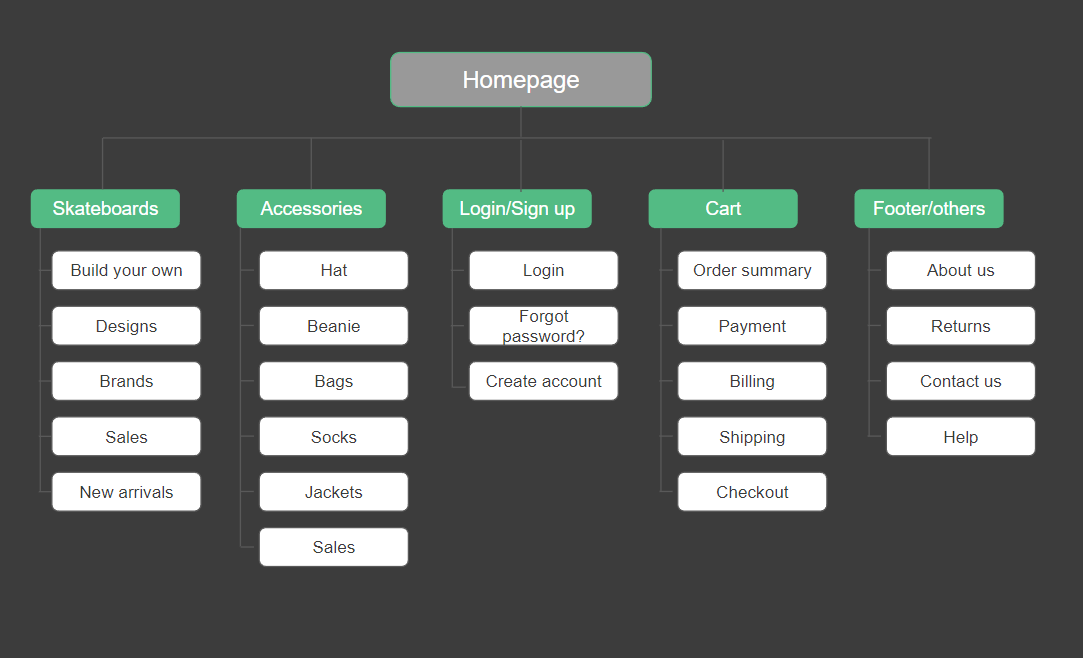 Homepage
Skateboards
Build your own
Designs
Brands
Sales
New arrivals
Accessories
Hat
Beanie
Bags
Socks
Jackets
Sales
Login/Sign up
Login
Forgot
password?
Create account
Cart
Order summary
Payment
Billing
Shipping
Checkout
Footer/others
About us
Returns
Contact us
Help